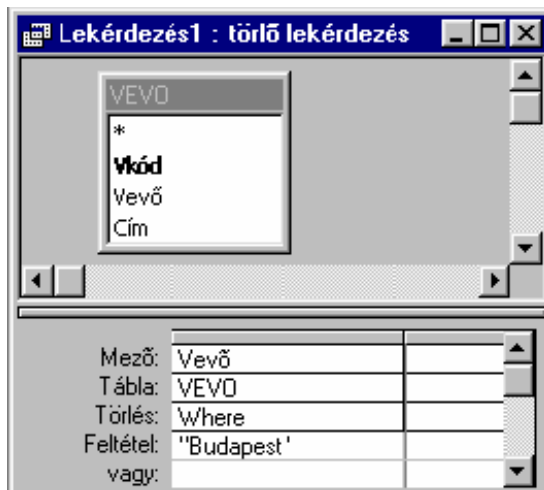 Lekérdezés1 : törlő lekérdezés
VEVO
*
Vkód
Vevő
Cím
Mező: Vevő
Tábla: VEVO
Törlés: Where
Feltétel: "Budapest"
vagy: